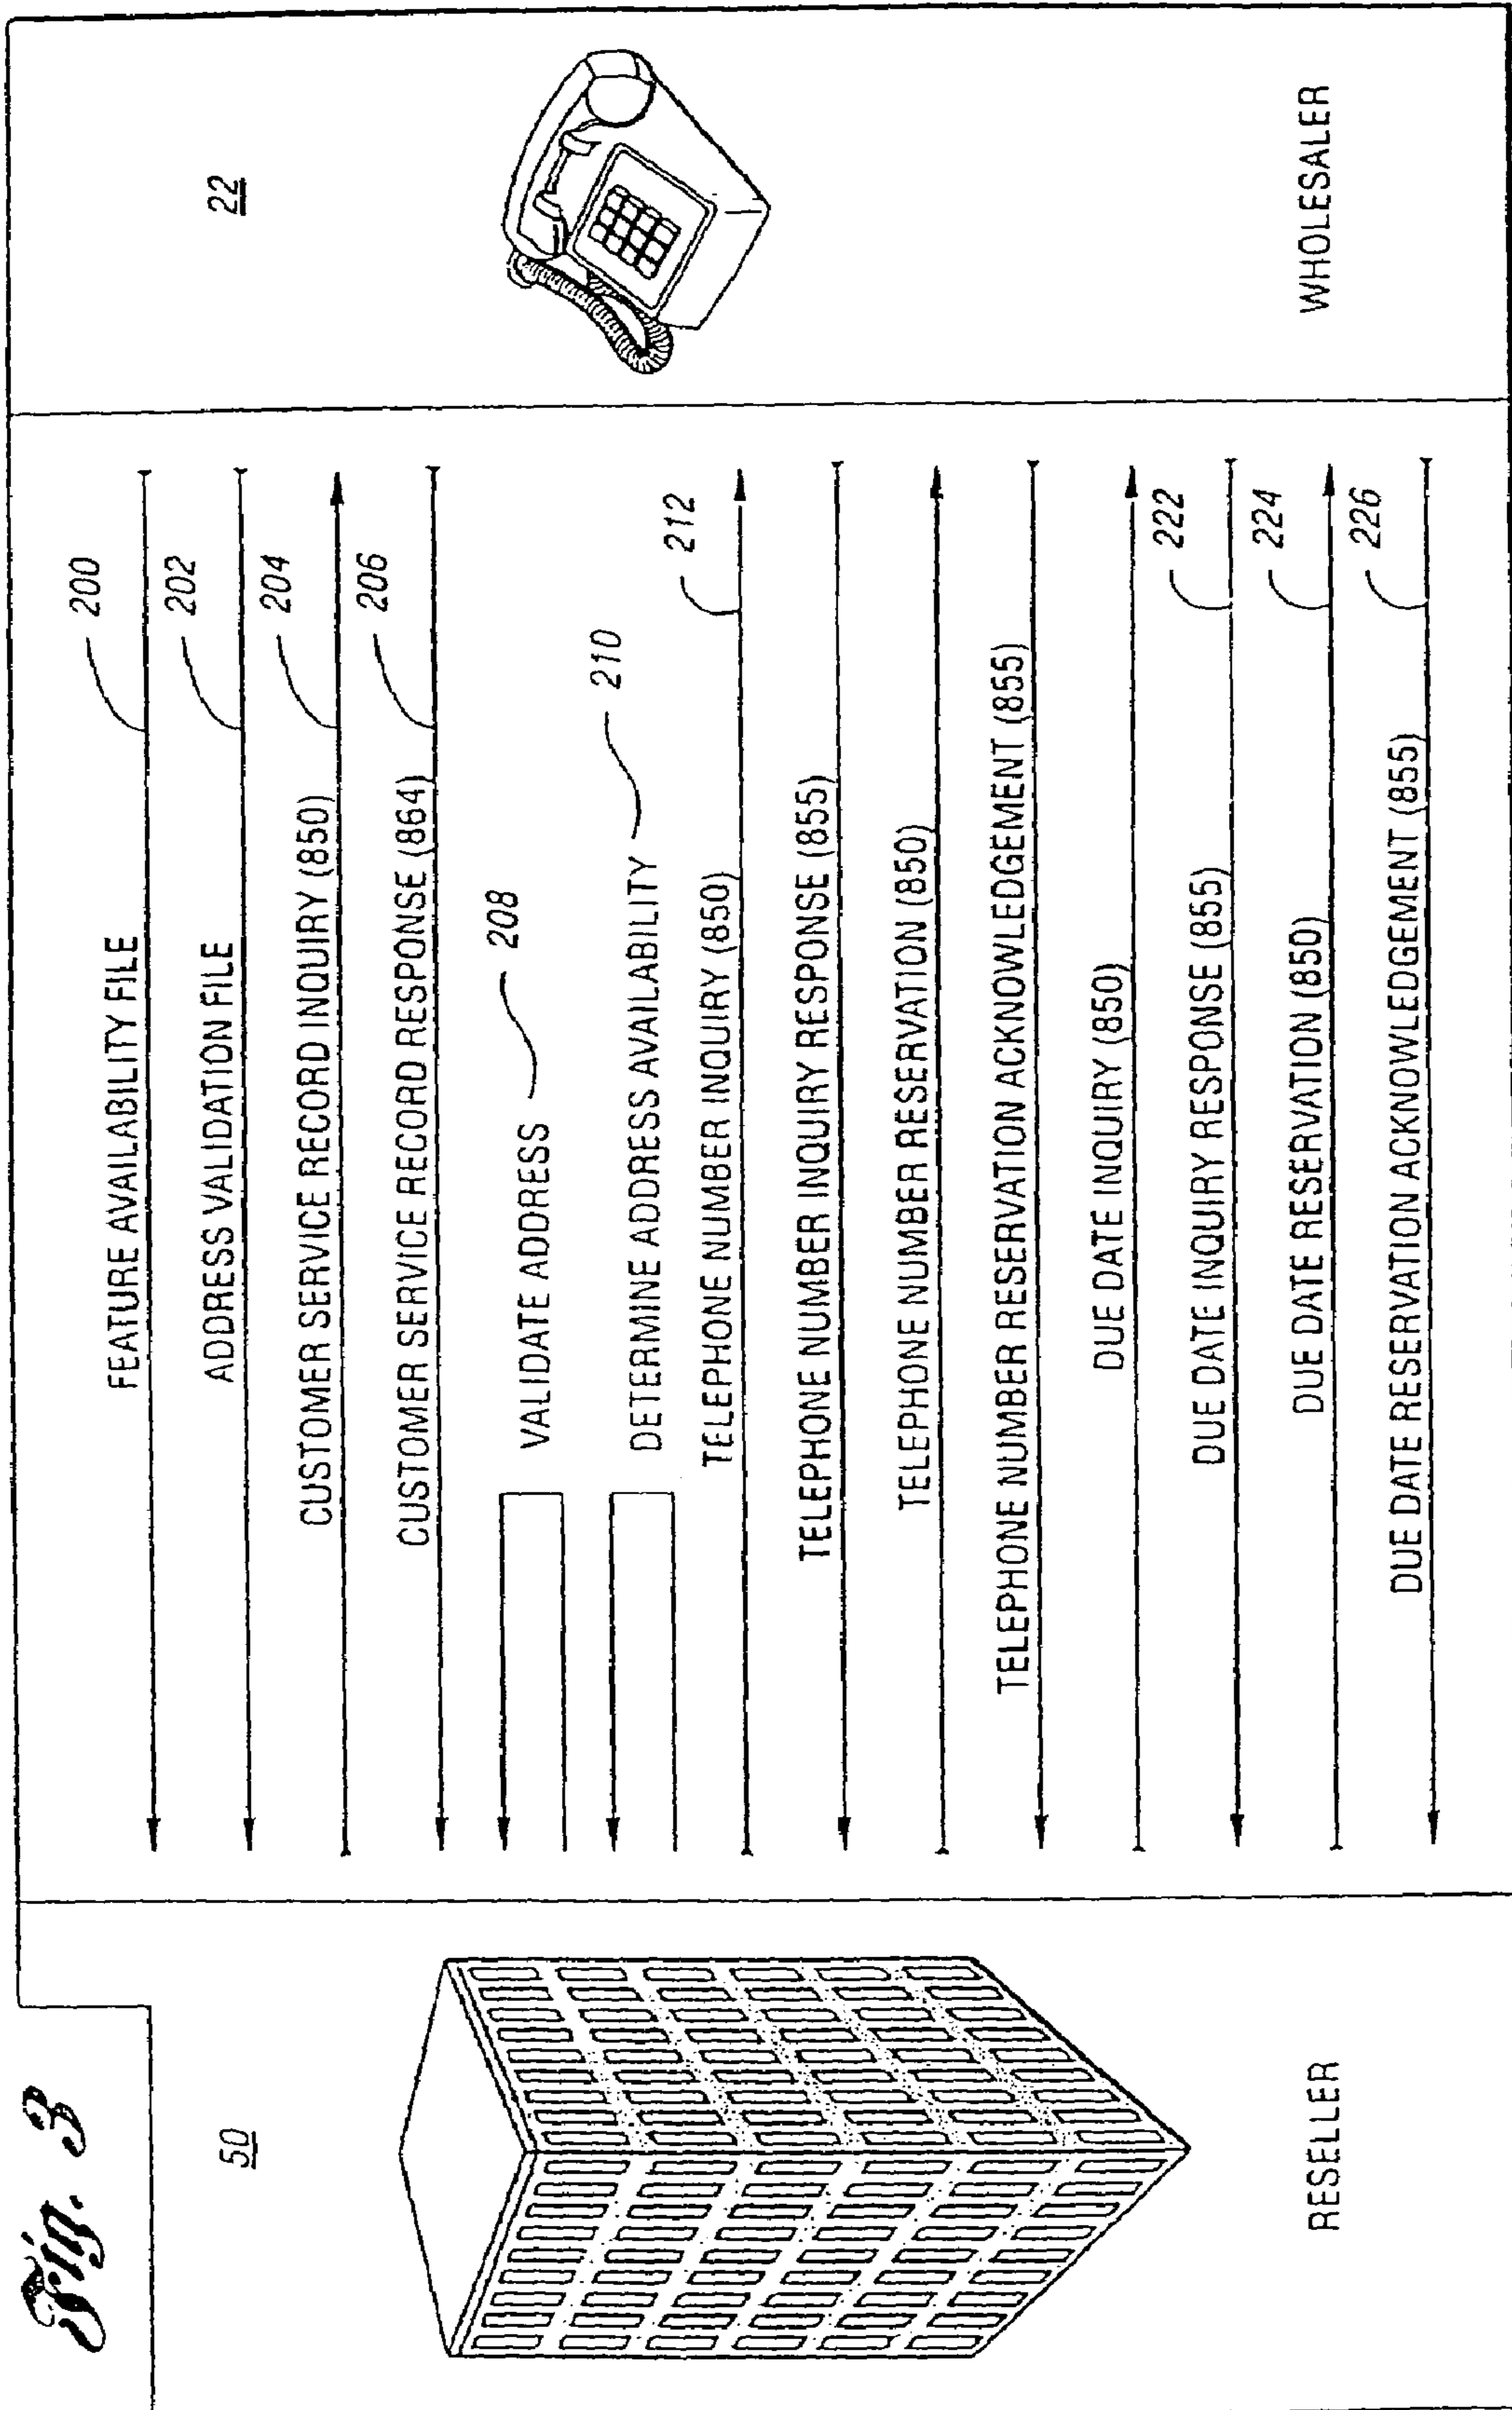 Fig. 3
50
RESELLER
22
WHOLESALER
FEATURE AVAILABILITY FILE
200
ADDRESS VALIDATION FILE
202
CUSTOMER SERVICE RECORD INQUIRY (850)
204
CUSTOMER SERVICE RECORD RESPONSE (864)
206
VALIDATE ADDRESS
208
DETERMINE ADDRESS AVAILABILITY
210
TELEPHONE NUMBER INQUIRY (850)
212
TELEPHONE NUMBER INQUIRY RESPONSE (855)
TELEPHONE NUMBER RESERVATION (850)
TELEPHONE NUMBER RESERVATION ACKNOWLEDGEMENT (855)
DUE DATE INQUIRY (850)
DUE DATE INQUIRY RESPONSE (855)
222
DUE DATE RESERVATION (850)
224
DUE DATE RESERVATION ACKNOWLEDGEMENT (855)
226